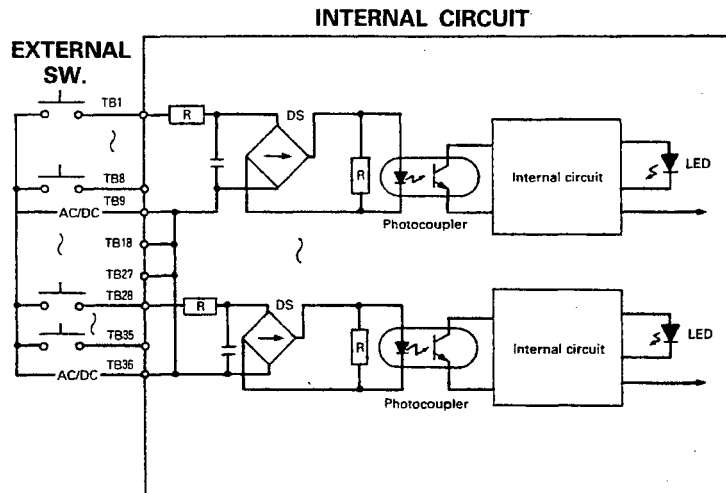 INTERNAL CIRCUIT
EXTERNAL
SW.
TB1
R
DS
R
Internal circuit
LED
TB8
TB9
AC/DC
Photocoupler
TB18
TB27
TB28
R
DS
R
Internal circuit
LED
TB35
TB36
AC/DC
Photocoupler